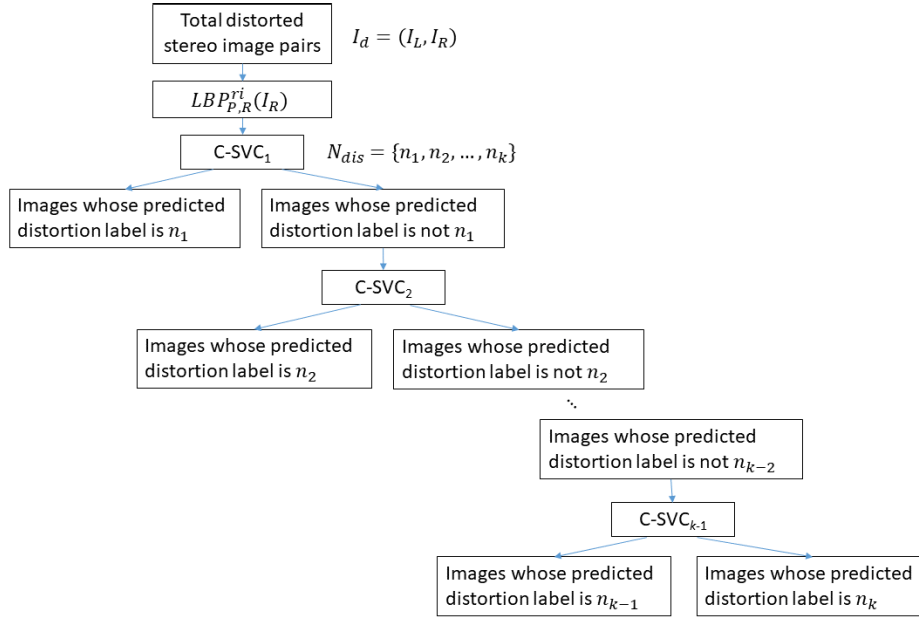 Total distorted
stereo image pairs
I_d = (I_L, I_R)
LBP^{ri}_{P,R}(I_R)
C-SVC_1
N_{dis} = {n_1, n_2, ..., n_k}
Images whose predicted
distortion label is n_1
Images whose predicted
distortion label is not n_1
C-SVC_2
Images whose predicted
distortion label is n_2
Images whose predicted
distortion label is not n_2
⋱
Images whose predicted
distortion label is not n_{k-2}
C-SVC_{k-1}
Images whose predicted
distortion label is n_{k-1}
Images whose predicted
distortion label is n_k